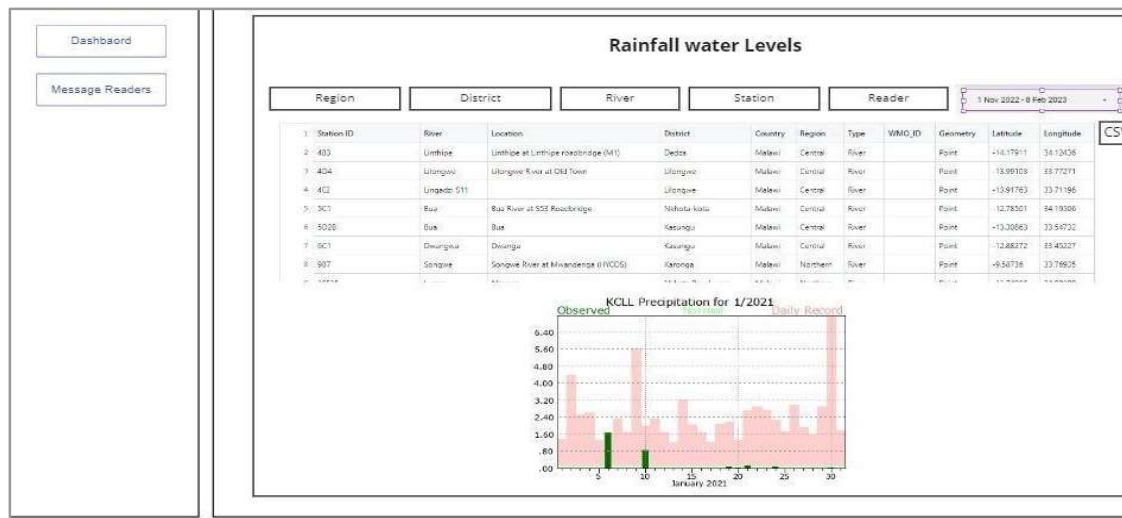 Dashbaord
Message Readers
Rainfall water Levels
Region District River Station Reader 1 Nov 2022 - 8 Feb 2023
CS
1 Station ID River Location District Country Region Type WMO_ID Geometry Latitude Longitude
2 4B3 Linthipe Linthipe at Linthipe roadbridge (M1) Dedza Malawi Central River Point -14.17911 34.12436
3 4D4 Lilongwe Lilongwe River at Old Town Lilongwe Malawi Central River Point -13.99103 33.77271
4 4E2 Lingadzi S11 Lilongwe Malawi Central River Point -13.91763 33.71196
5 5C1 Bua Bua River at S53 Roadbridge Nkhota-kota Malawi Central River Point -12.78501 34.19306
6 5D2B Bua Bua Kasungu Malawi Central River Point -13.30863 33.54732
7 6C1 Dwangwa Dwanga Kasungu Malawi Central River Point -12.88272 33.45227
8 9B7 Songwe Songwe River at Mwandenga (HYCOS) Karonga Malawi Northern River Point -9.58736 33.76935
KCLL Precipitation for 1/2021
Observed Normal Daily Record
6.40
5.60
4.80
4.00
3.20
2.40
1.60
.80
.00
5 10 15 20 25 30
January 2021